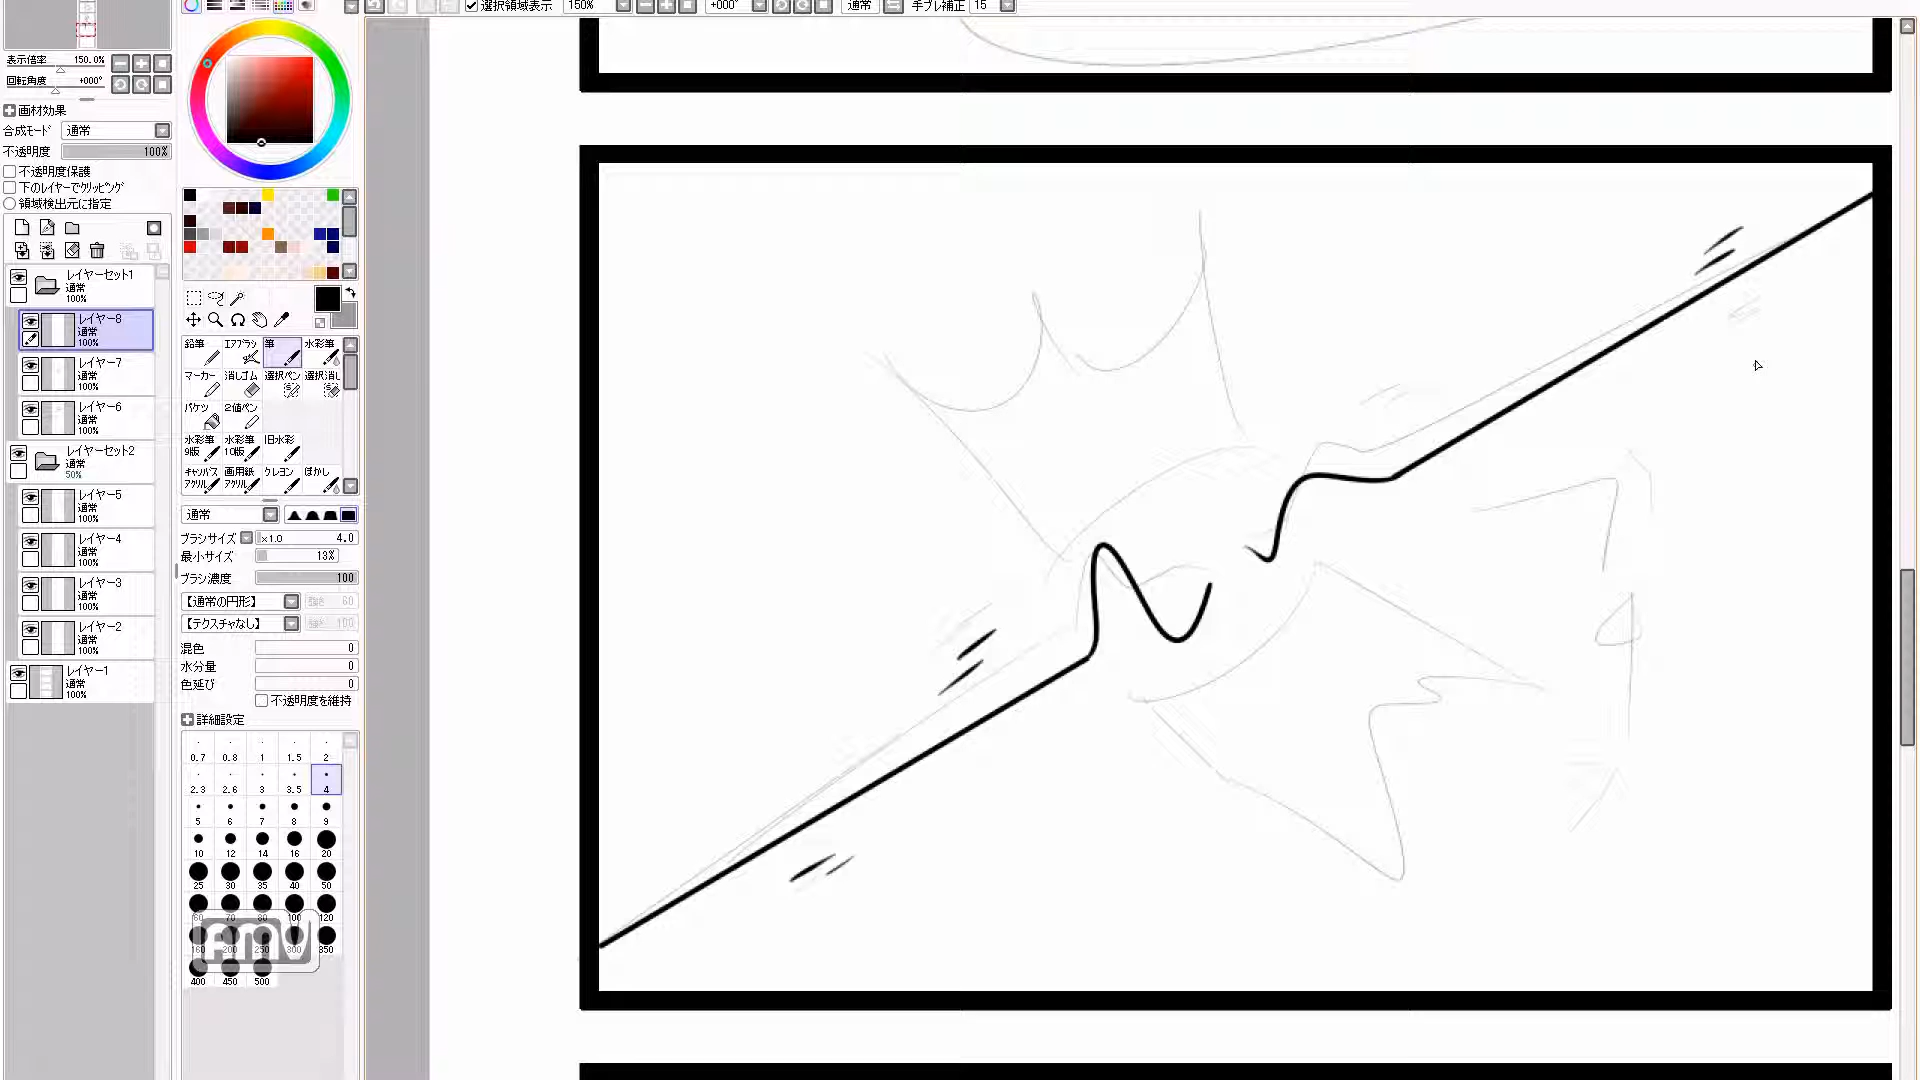 選択領域表示 150% +000° 通常 手ブレ補正 15
表示倍率 150.0%
回転角度 +000°
画材効果
合成モード 通常
不透明度 100%
不透明度保護
下のレイヤーでクリッピング
領域検出元に指定
レイヤーセット1
通常
100%
レイヤー8
通常
100%
レイヤー7
通常
100%
レイヤー6
通常
100%
レイヤーセット2
通常
50%
レイヤー5
通常
100%
レイヤー4
通常
100%
レイヤー3
通常
100%
レイヤー2
通常
100%
レイヤー1
通常
100%
鉛筆 エアブラシ 筆 水彩筆
マーカー 消しゴム 選択ペン 選択消し
バケツ 2値ペン
水彩筆 9版 水彩筆 10版 旧水彩
キャンバス アクリル 画用紙 アクリル クレヨン ぼかし
通常
ブラシサイズ x1.0 4.0
最小サイズ 13%
ブラシ濃度 100
【通常の円形】 強さ 60
【テクスチャなし】 強さ 100
混色 0
水分量 0
色延び 0
不透明度を維持
詳細設定
0.7 0.8 1 1.5 2
2.3 2.6 3 3.5 4
5 6 7 8 9
10 12 14 16 20
25 30 35 40 50
60 70 80 100 120
160 200 250 300 350
400 450 500
AMV